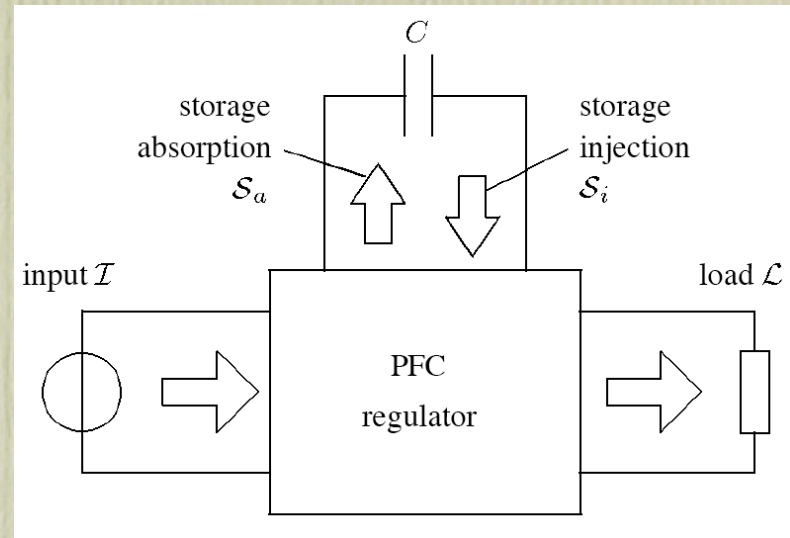 C
storage
absorption
𝒮a
storage
injection
𝒮i
input ℐ
load ℒ
PFC
regulator